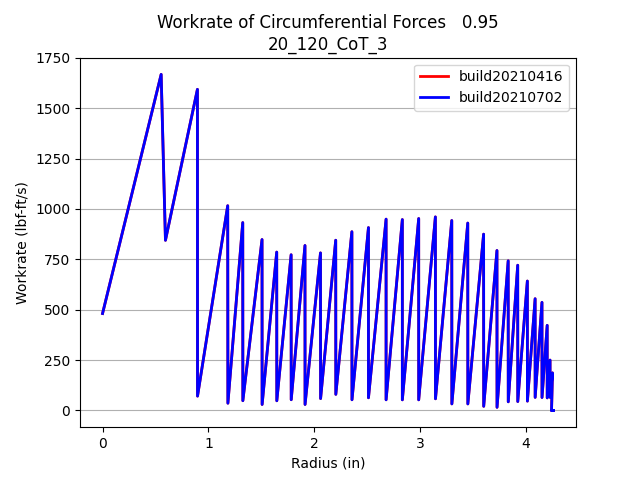 Workrate of Circumferential Forces   0.95
20_120_CoT_3
build20210416
build20210702
Workrate (lbf-ft/s)
1750
1500
1250
1000
750
500
250
0
0 1 2 3 4
Radius (in)